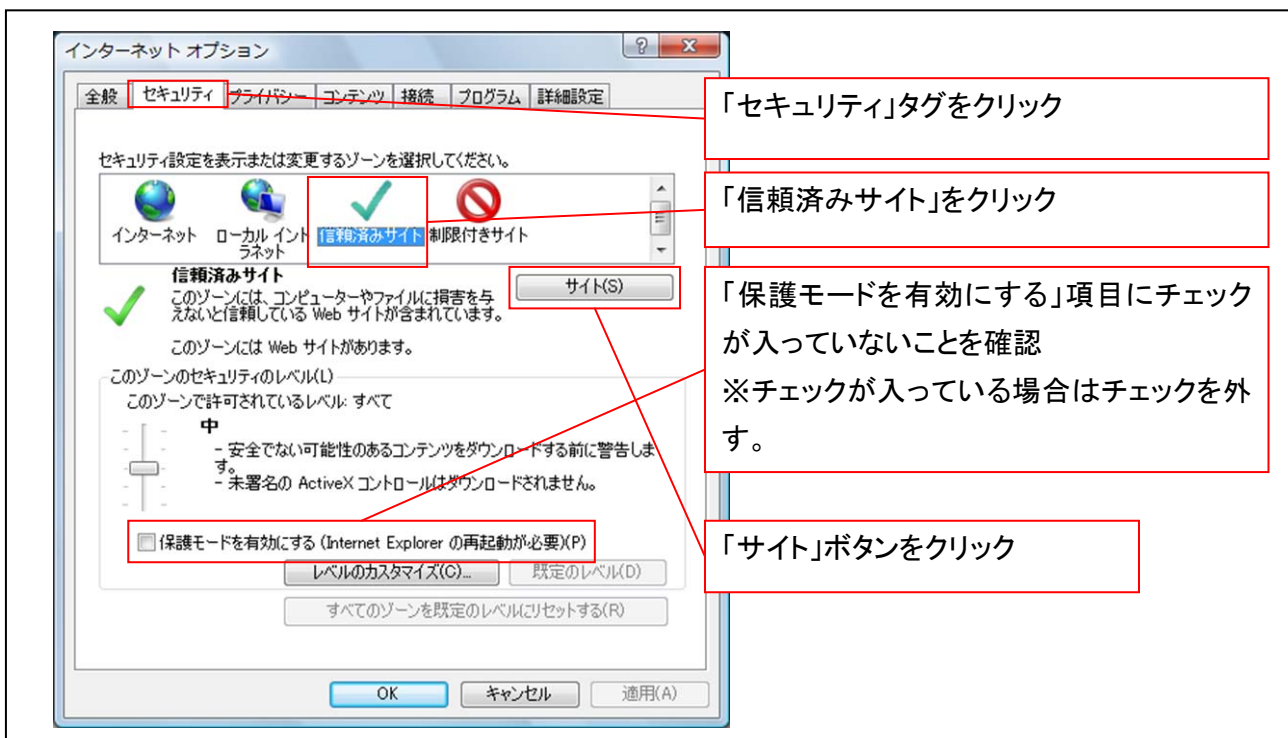 インターネット オプション
全般 セキュリティ プライバシー コンテンツ 接続 プログラム 詳細設定
セキュリティ設定を表示または変更するゾーンを選択してください。
インターネット
ローカル イント
ラネット
信頼済みサイト
制限付きサイト
信頼済みサイト
このゾーンには、コンピューターやファイルに損害を与
えないと信頼している Web サイトが含まれています。
このゾーンには Web サイトがあります。
サイト(S)
このゾーンのセキュリティのレベル(L)
このゾーンで許可されているレベル: すべて
中
- 安全でない可能性のあるコンテンツをダウンロードする前に警告しま
す。
- 未署名の ActiveX コントロールはダウンロードされません。
保護モードを有効にする (Internet Explorer の再起動が必要)(P)
レベルのカスタマイズ(C)... 既定のレベル(D)
すべてのゾーンを既定のレベルにリセットする(R)
OK キャンセル 適用(A)
「セキュリティ」タグをクリック
「信頼済みサイト」をクリック
「保護モードを有効にする」項目にチェック
が入っていないことを確認
※チェックが入っている場合はチェックを外
す。
「サイト」ボタンをクリック